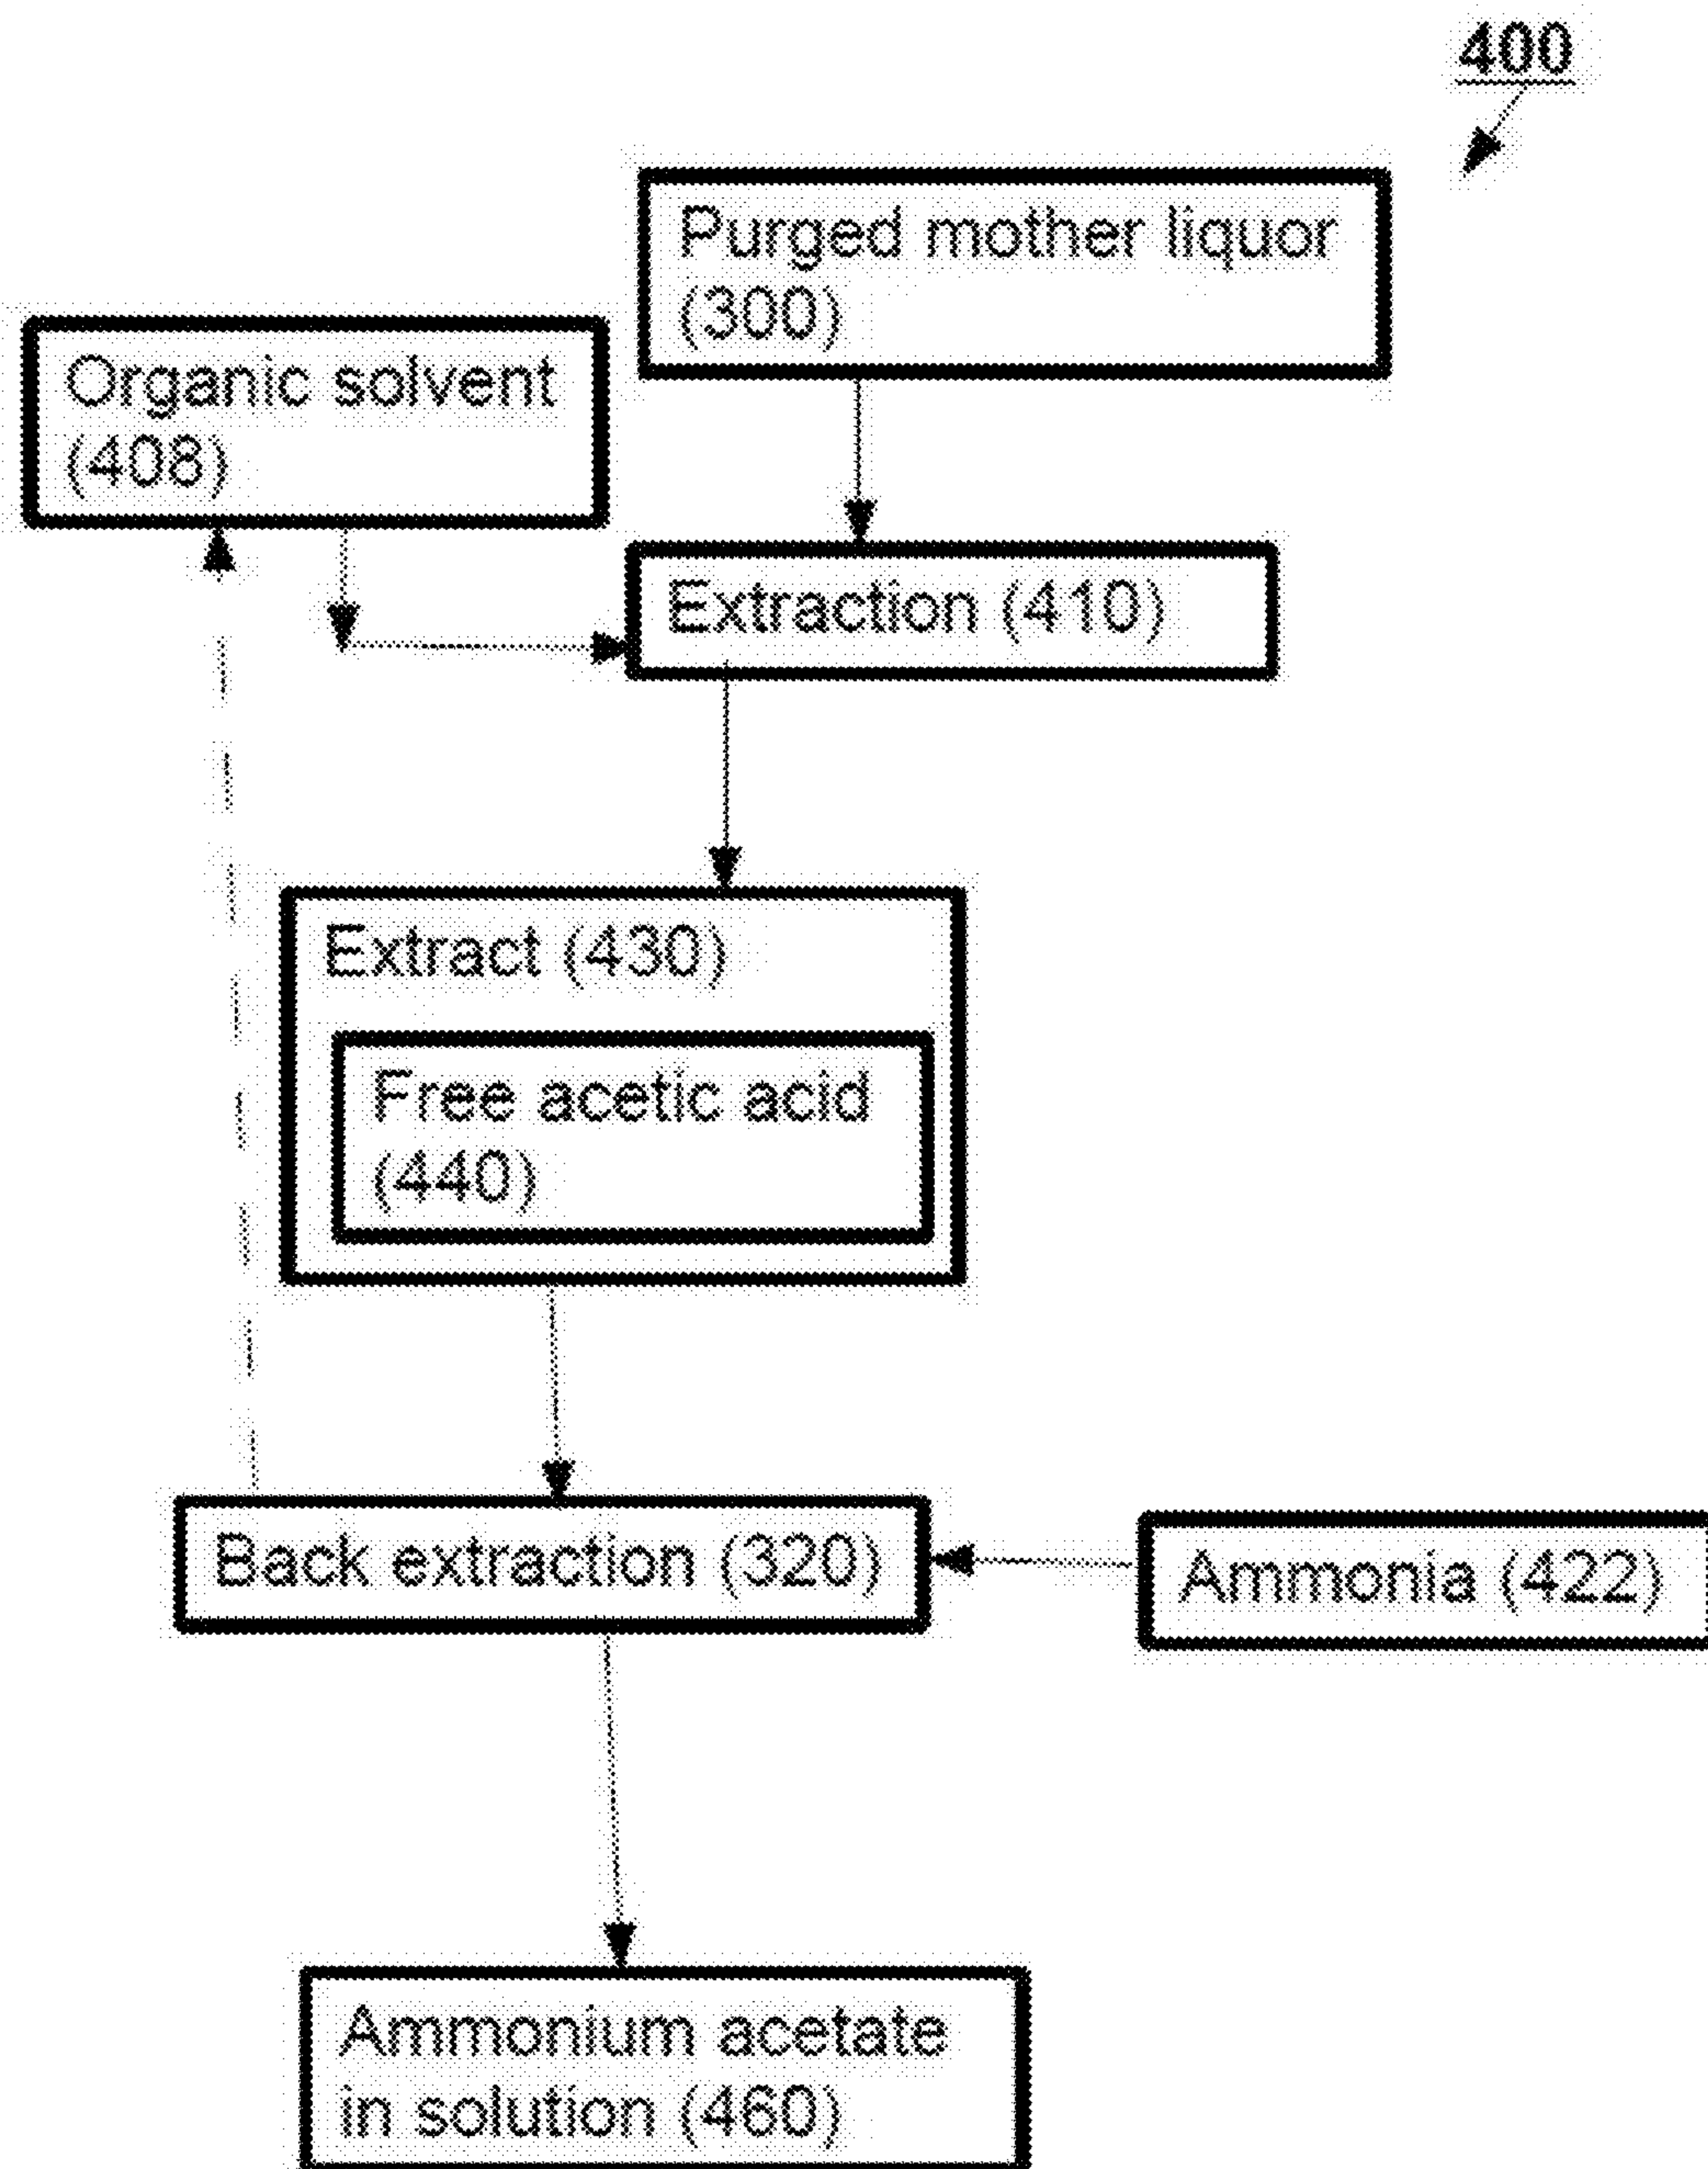 400
Purged mother liquor
(300)
Organic solvent
(408)
Extraction (410)
Extract (430)
Free acetic acid
(440)
Back extraction (320)
Ammonia (422)
Ammonium acetate
in solution (460)